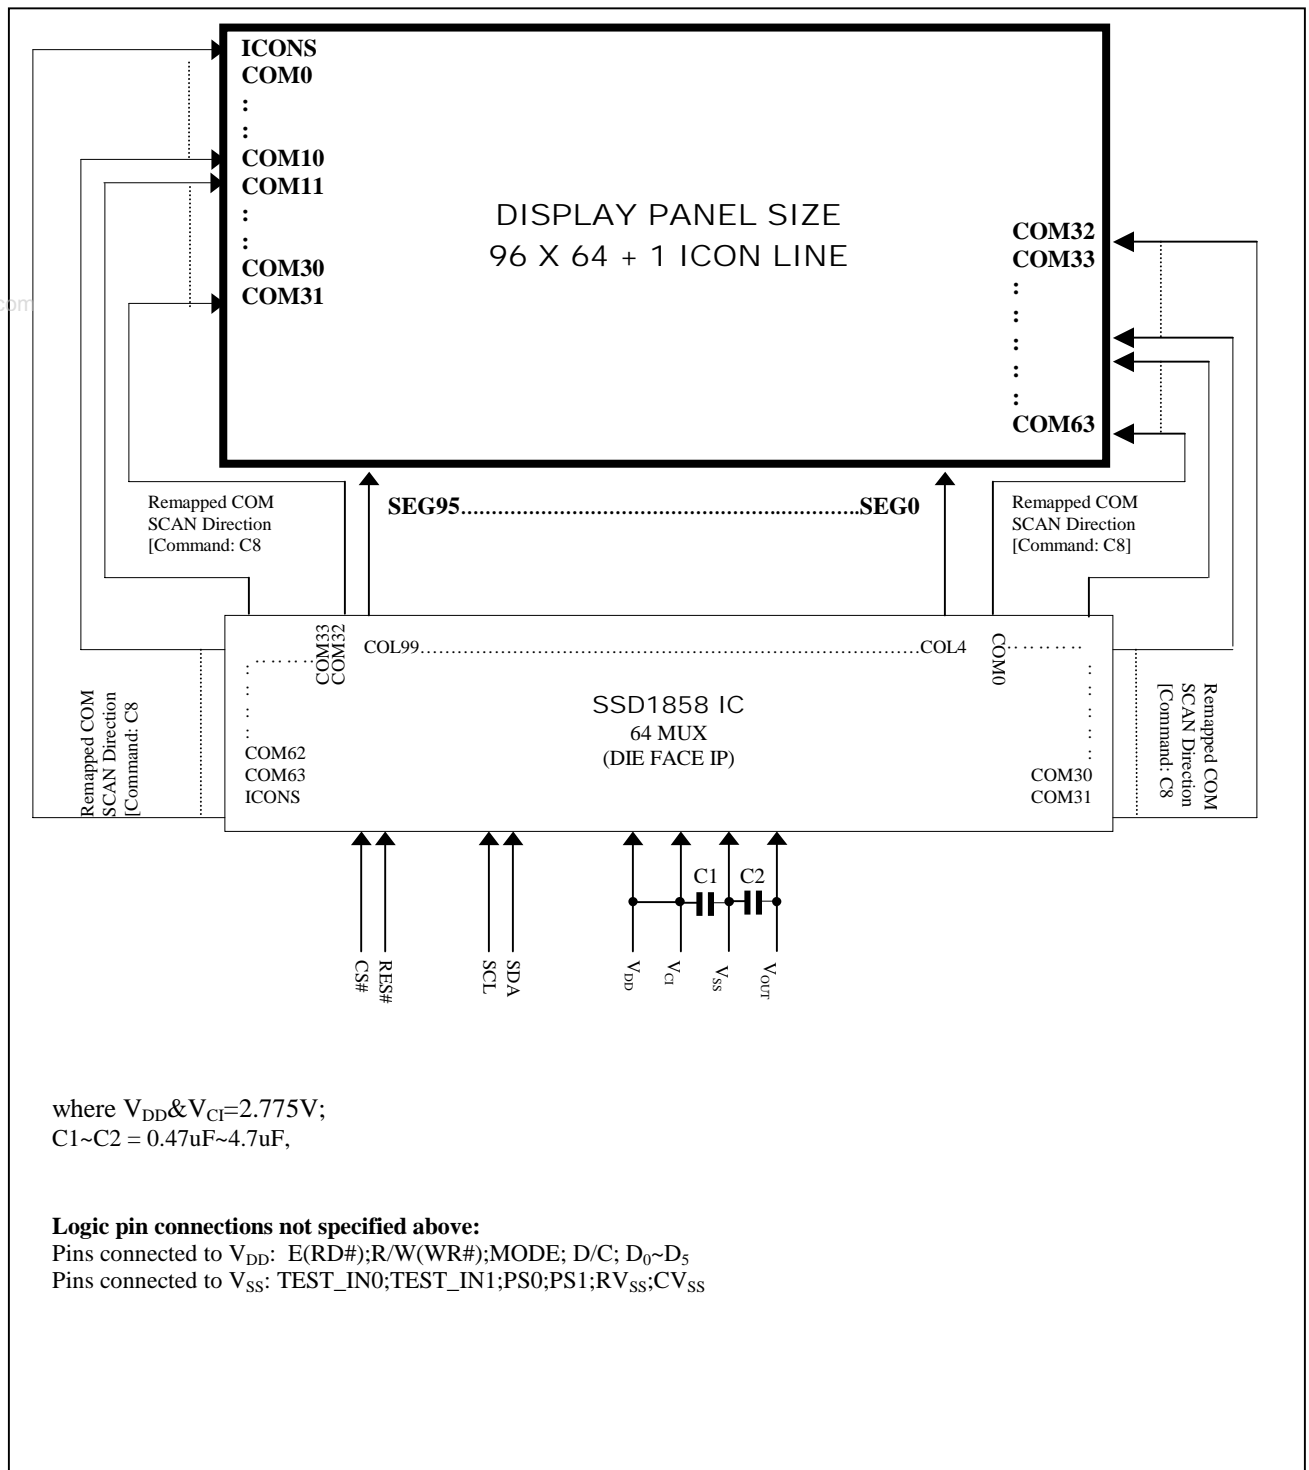 ICONS
COM0
:
:
COM10
COM11
:
:
COM30
COM31
DISPLAY PANEL SIZE
96 X 64 + 1 ICON LINE
COM32
COM33
:
:
:
:
:
COM63
com
Remapped COM
SCAN Direction
[Command: C8
SEG95............................................................SEG0
Remapped COM
SCAN Direction
[Command: C8]
COM33
COM32
COL99................................................................................COL4
COM0
SSD1858 IC
64 MUX
(DIE FACE IP)
COM62
COM63
ICONS
COM30
COM31
Remapped COM
SCAN Direction
[Command: C8
Remapped COM
SCAN Direction
[Command: C8
C1
C2
CS#
RES#
SCL
SDA
VDD
VCI
VSS
VOUT
where VDD&VCI=2.775V;
C1~C2 = 0.47uF~4.7uF,
Logic pin connections not specified above:
Pins connected to VDD: E(RD#);R/W(WR#);MODE; D/C; D0~D5
Pins connected to VSS: TEST_IN0;TEST_IN1;PS0;PS1;RVSS;CVSS